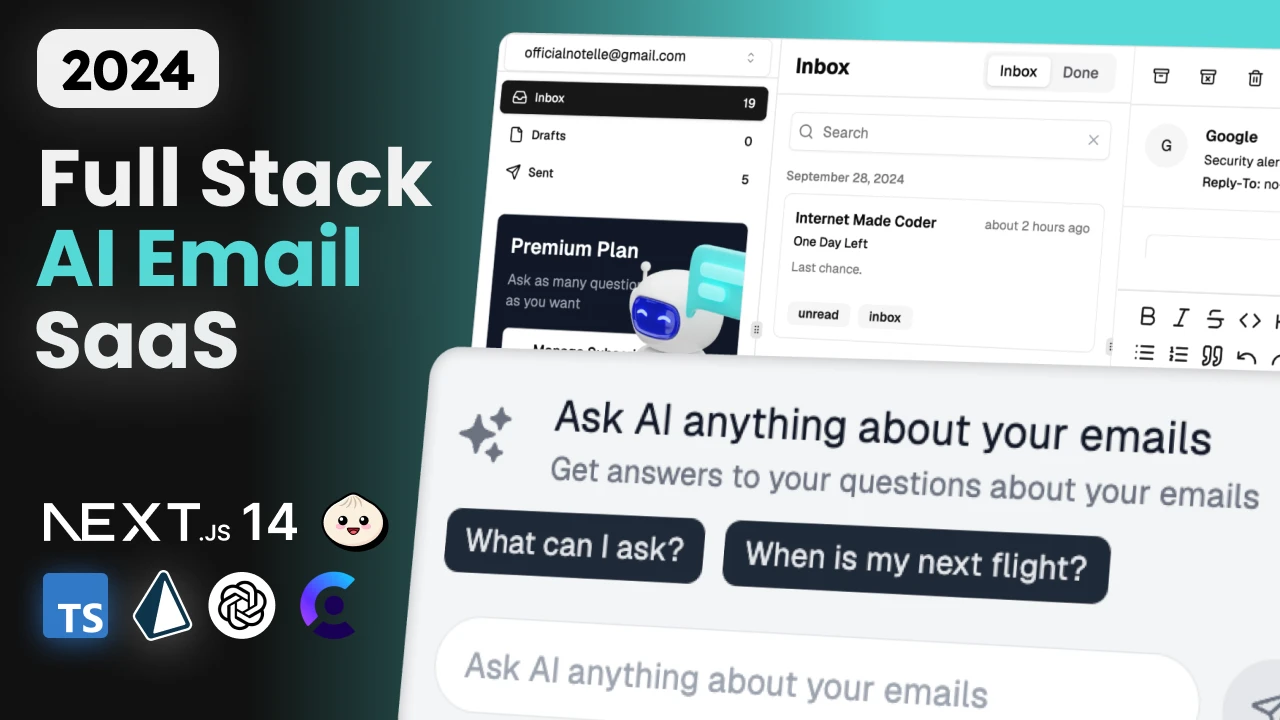 2024
Full Stack
AI Email
SaaS
NEXT.JS 14
TS
officialnotelle@gmail.com
Inbox 19
Drafts 0
Sent 5
Premium Plan
Ask as many
as you want
Inbox
Inbox Done
Search
September 28, 2024
Internet Made Coder about 2 hours ago
One Day Left
Last chance.
unread inbox
G
Google
Security
Reply-To:
Ask AI anything about your emails
Get answers to your questions about your emails
What can I ask? When is my next flight?
Ask AI anything about your emails